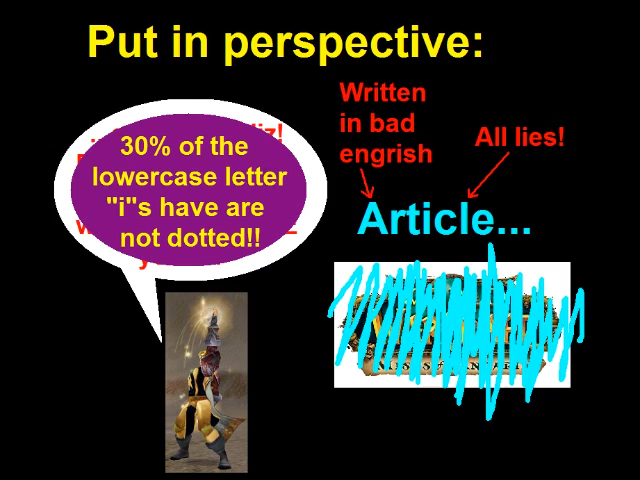 Put in perspective:
30% of the
lowercase letter
"i"s have are
not dotted!!
Written
in bad
engrish
All lies!
Article...